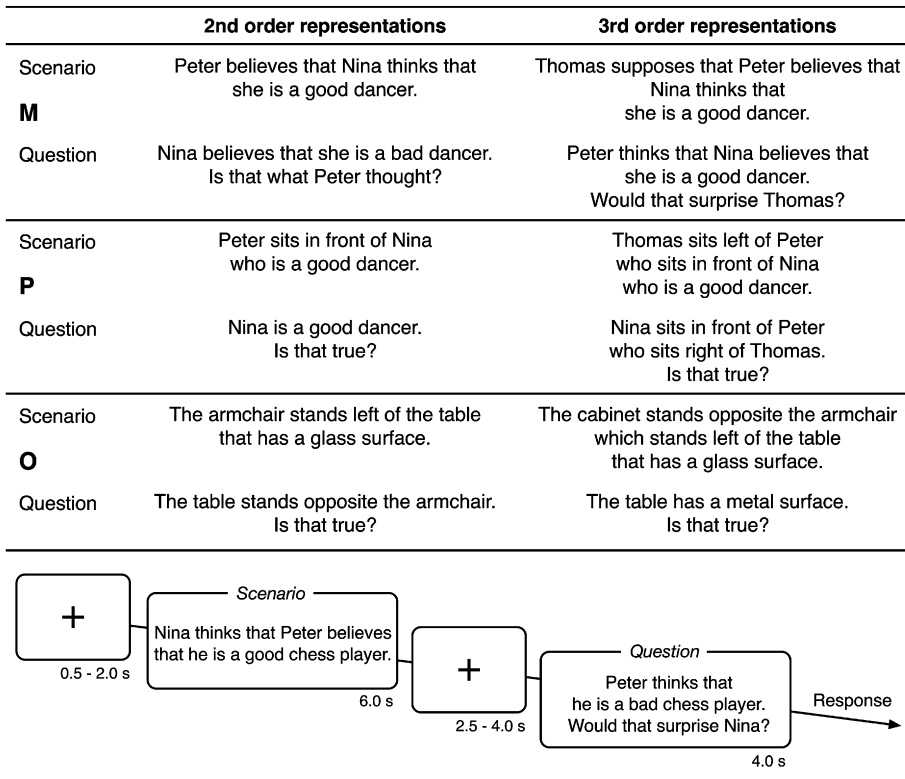 2nd order representations 3rd order representations
Scenario Peter believes that Nina thinks that Thomas supposes that Peter believes that
she is a good dancer. Nina thinks that
M she is a good dancer.
Question Nina believes that she is a bad dancer. Peter thinks that Nina believes that
Is that what Peter thought? she is a good dancer.
Would that surprise Thomas?
Scenario Peter sits in front of Nina Thomas sits left of Peter
who is a good dancer. who sits in front of Nina
P who is a good dancer.
Question Nina is a good dancer. Nina sits in front of Peter
Is that true? who sits right of Thomas.
Is that true?
Scenario The armchair stands left of the table The cabinet stands opposite the armchair
that has a glass surface. which stands left of the table
O that has a glass surface.
Question The table stands opposite the armchair. The table has a metal surface.
Is that true? Is that true?
+
0.5 - 2.0 s
Scenario
Nina thinks that Peter believes
that he is a good chess player.
6.0 s
+
2.5 - 4.0 s
Question
Peter thinks that
he is a bad chess player.
Would that surprise Nina?
4.0 s
Response